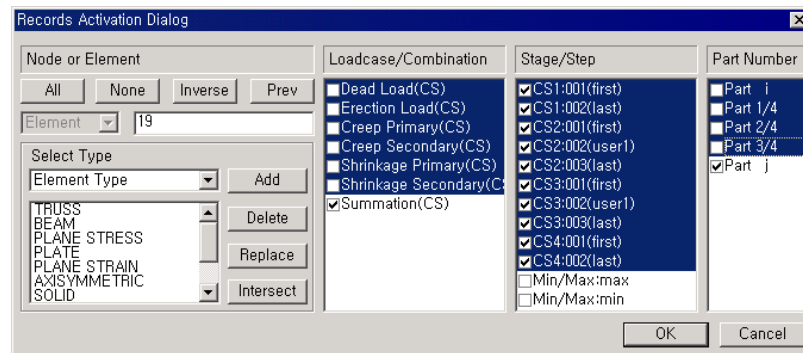 Records Activation Dialog
Node or Element
All None Inverse Prev
Element 19
Select Type
Element Type Add
TRUSS
BEAM
PLANE STRESS
PLATE
PLANE STRAIN
AXISYMMETRIC
SOLID
Delete
Replace
Intersect
Loadcase/Combination
Dead Load(CS)
Erection Load(CS)
Creep Primary(CS)
Creep Secondary(CS)
Shrinkage Primary(CS)
Shrinkage Secondary(C
Summation(CS)
Stage/Step
CS1:001(first)
CS1:002(last)
CS2:001(first)
CS2:002(user1)
CS2:003(last)
CS3:001(first)
CS3:002(user1)
CS3:003(last)
CS4:001(first)
CS4:002(last)
Min/Max:max
Min/Max:min
Part Number
Part i
Part 1/4
Part 2/4
Part 3/4
Part j
OK Cancel